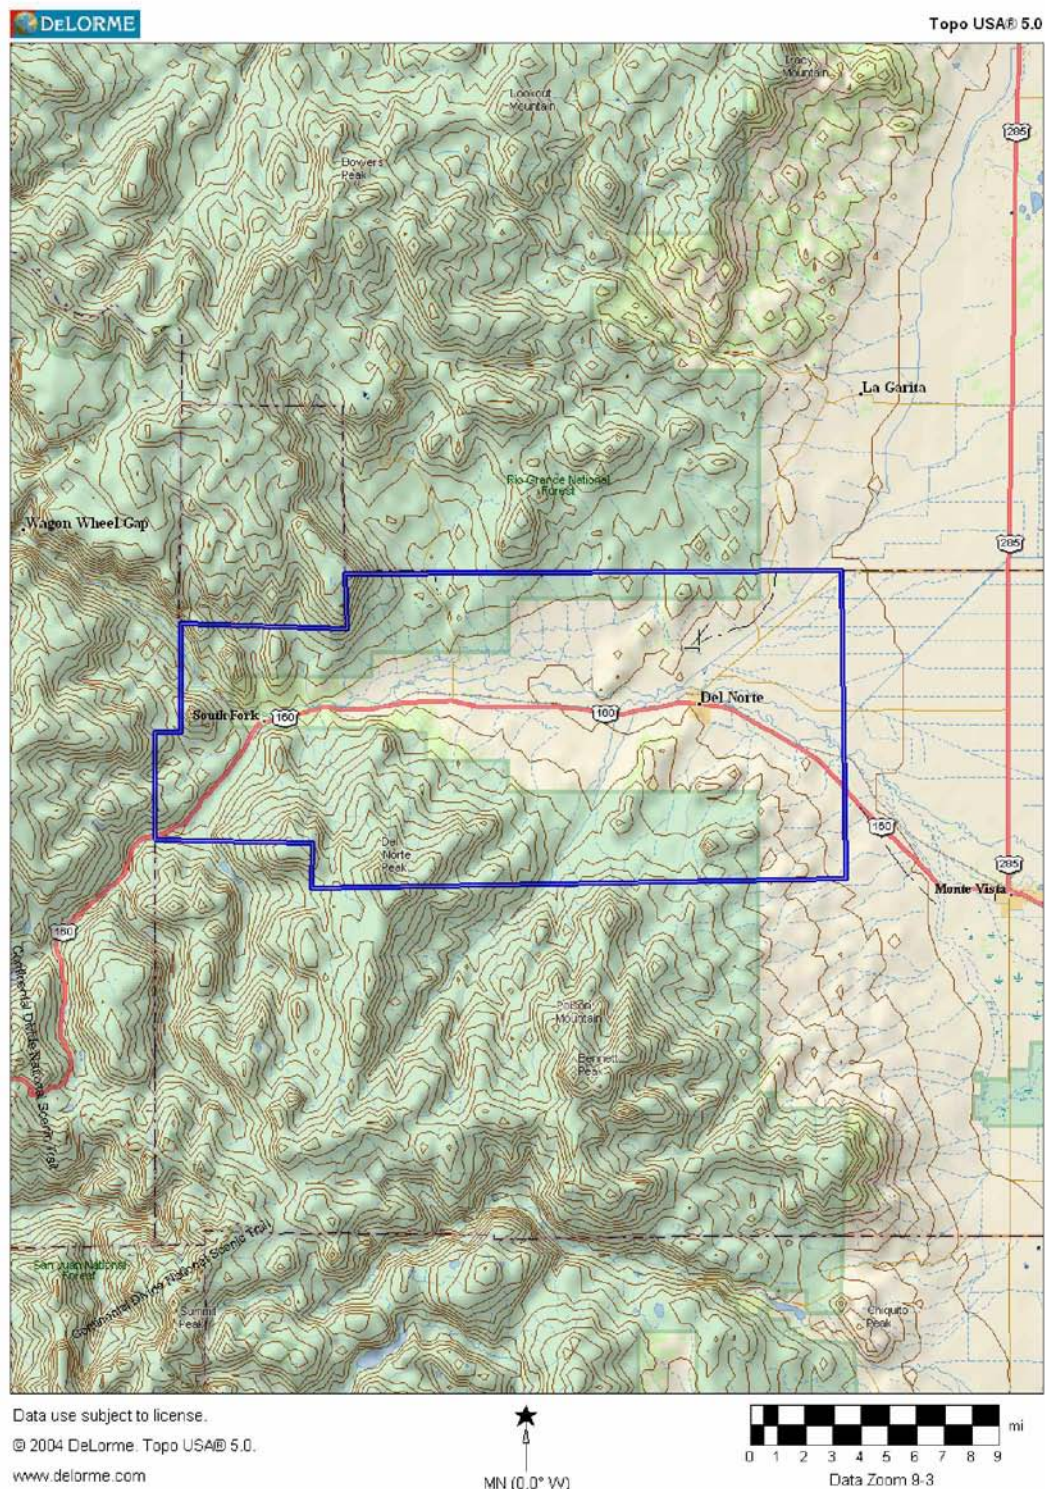 DELORME
Topo USA® 5.0
Tracy
Mountain
Lookout
Mountain
285
Bowers
Peak
La Garita
Rio Grande National
Forest
Wagon Wheel Gap
285
Del Norte
South Fork
160
160
160
Del
Norte
Peak
285
Monte Vista
160
Continental Divide National Scenic Trail
Poison
Mountain
Bennett
Peak
Continental Divide National Scenic Trail
San Juan National
Forest
Summit
Peak
Chiquito
Peak
Data use subject to license.
© 2004 DeLorme. Topo USA® 5.0.
www.delorme.com
MN (0.0° W)
mi
0 1 2 3 4 5 6 7 8 9
Data Zoom 9-3